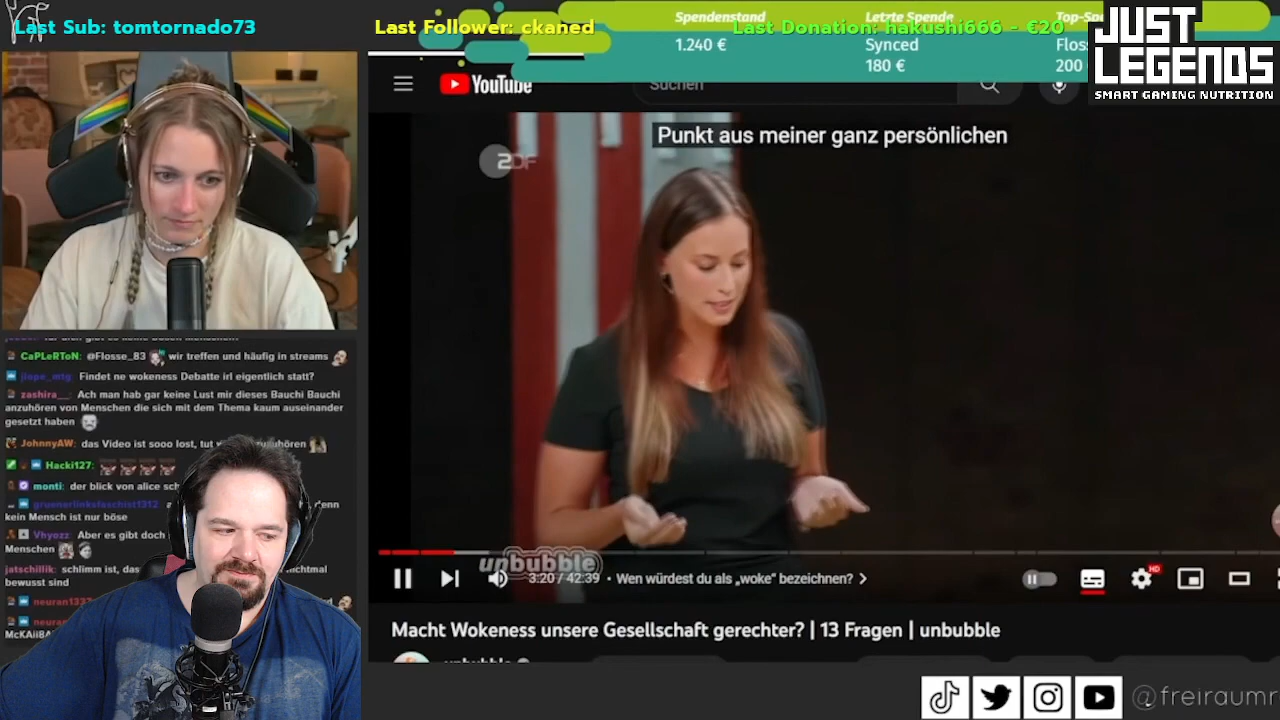 Last Sub: tomtornado73
Last Follower: ckaned
Last Donation: hakushi666 - €20
Spendenstand
Letzte Spende
1.240 €
Synced
180 €
200
JUST
LEGENDS
SMART GAMING NUTRITION
YouTube
Suchen
Punkt aus meiner ganz persönlichen
ZDF
CaPLeRToN: @Flosse_83 wir treffen und häufig in streams
Findet ne wokeness Debatte irl eigentlich statt?
zashira__: Ach man hab gar keine Lust mir dieses Bauchi Bauchi
anzuhören von Menschen die sich mit dem Thema kaum auseinander
gesetzt haben
JohnnyAW: das Video ist sooo lost, tut
Hacki127:
monti: der blick von alice
gruenerlinksfaschist1312
kein Mensch ist nur böse
Vhyozz: Aber es gibt doch
Menschen
jatschillik: schlimm ist, das
bewusst sind
unbubble
3:20 / 42:39 • Wen würdest du als „woke" bezeichnen?
HD
Macht Wokeness unsere Gesellschaft gerechter? | 13 Fragen | unbubble
@freiraumr